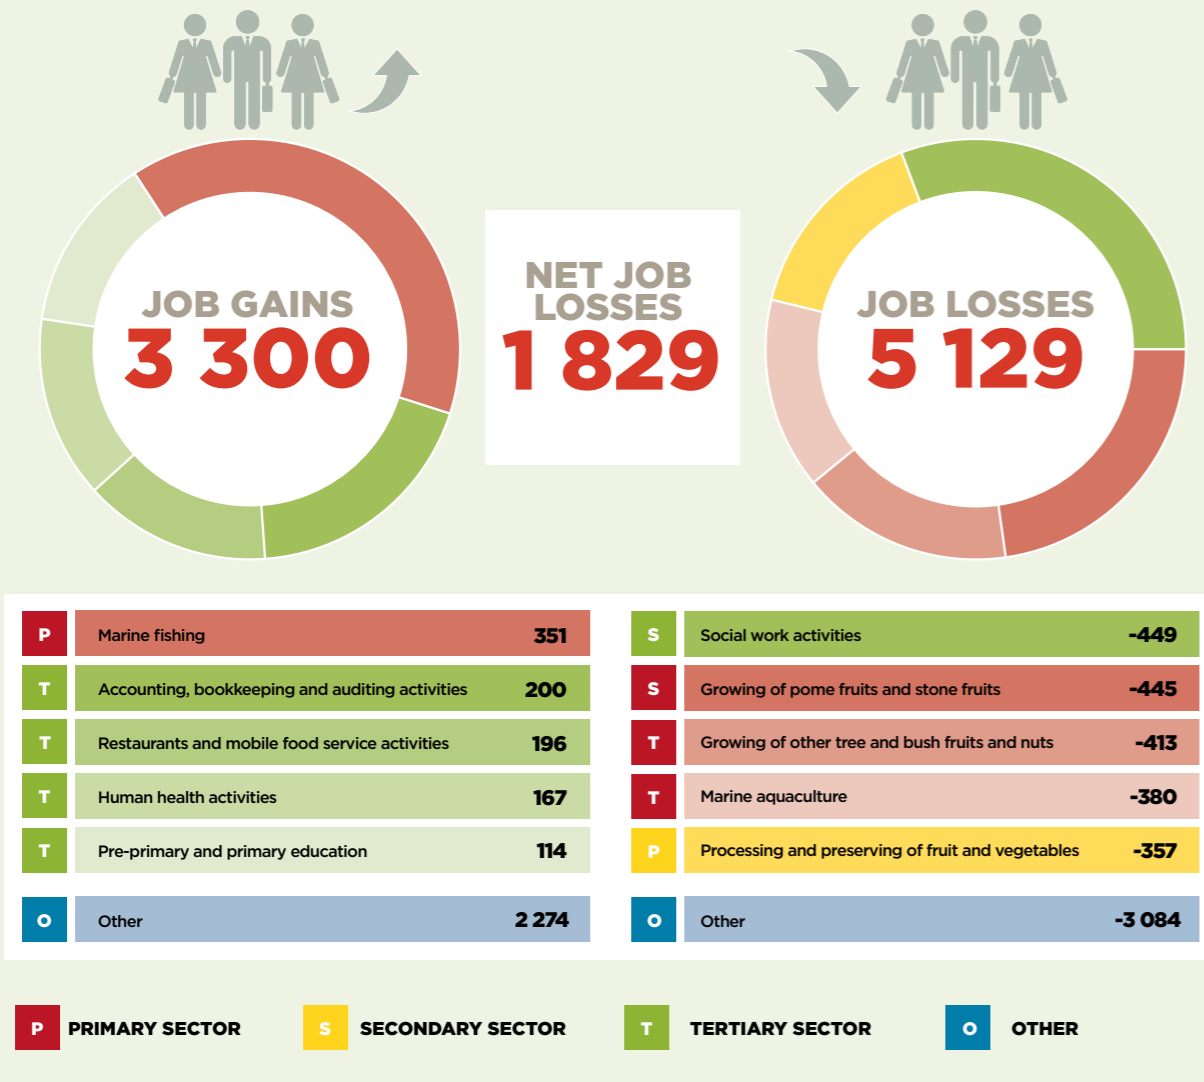 JOB GAINS
3 300
NET JOB
LOSSES
1 829
JOB LOSSES
5 129
P Marine fishing 351
T Accounting, bookkeeping and auditing activities 200
T Restaurants and mobile food service activities 196
T Human health activities 167
T Pre-primary and primary education 114
O Other 2 274
S Social work activities -449
S Growing of pome fruits and stone fruits -445
T Growing of other tree and bush fruits and nuts -413
T Marine aquaculture -380
P Processing and preserving of fruit and vegetables -357
O Other -3 084
P PRIMARY SECTOR
S SECONDARY SECTOR
T TERTIARY SECTOR
O OTHER